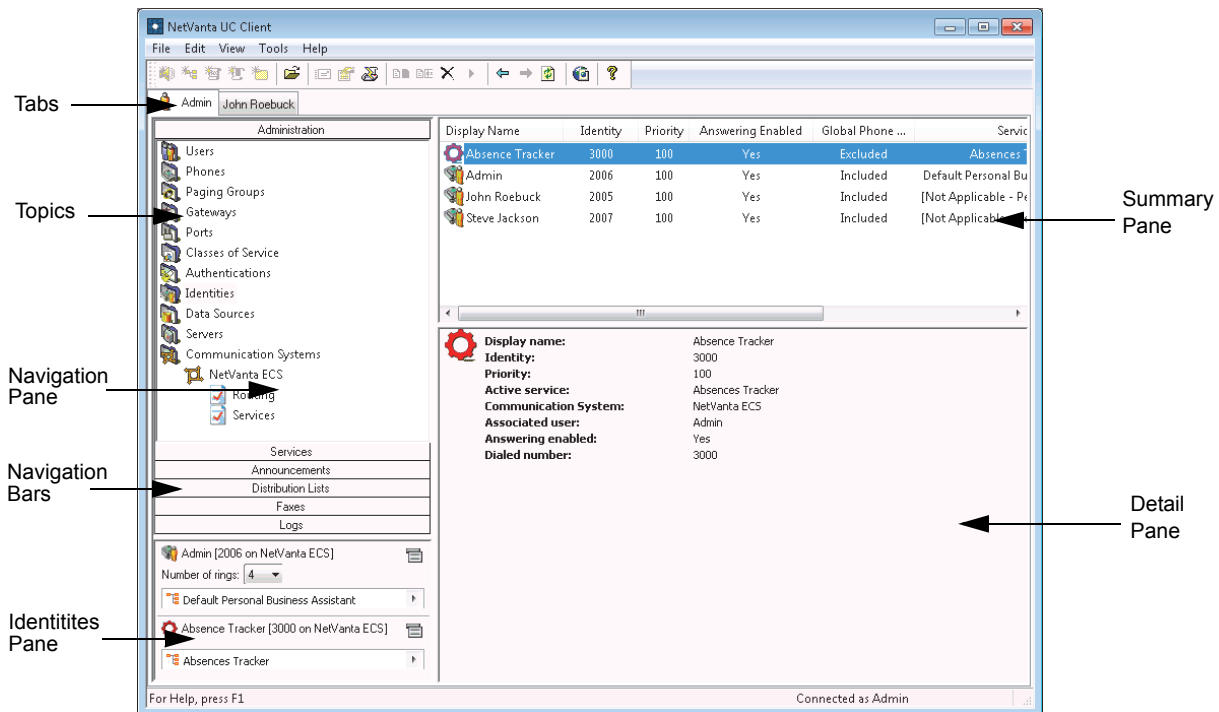 NetVanta UC Client
File Edit View Tools Help
Tabs
Admin John Roebuck
Administration
Users
Phones
Paging Groups
Topics
Gateways
Ports
Classes of Service
Authentications
Identities
Data Sources
Servers
Communication Systems
NetVanta ECS
Navigation
Pane
Routing
Services
Services
Announcements
Navigation
Bars
Distribution Lists
Faxes
Logs
Admin [2006 on NetVanta ECS]
Number of rings: 4
Default Personal Business Assistant
Identitites
Pane
Absence Tracker [3000 on NetVanta ECS]
Absences Tracker
Display Name Identity Priority Answering Enabled Global Phone ... Servic
Absence Tracker 3000 100 Yes Excluded Absences T
Admin 2006 100 Yes Included Default Personal Bu
John Roebuck 2005 100 Yes Included [Not Applicable - Pe
Steve Jackson 2007 100 Yes Included [Not Applicable
Summary
Pane
Display name: Absence Tracker
Identity: 3000
Priority: 100
Active service: Absences Tracker
Communication System: NetVanta ECS
Associated user: Admin
Answering enabled: Yes
Dialed number: 3000
Detail
Pane
For Help, press F1
Connected as Admin